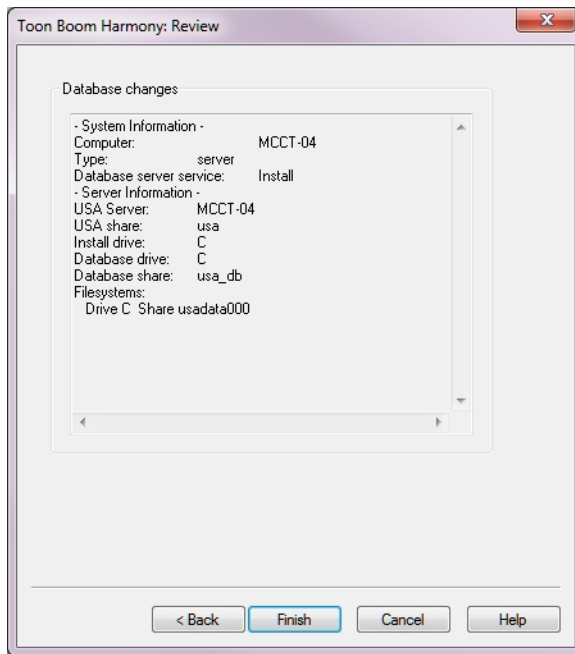 Toon Boom Harmony: Review
Database changes
- System Information -
Computer: MCCT-04
Type: server
Database server service: Install
- Server Information -
USA Server: MCCT-04
USA share: usa
Install drive: C
Database drive: C
Database share: usa_db
Filesystems:
Drive C Share usadata000
< Back Finish Cancel Help